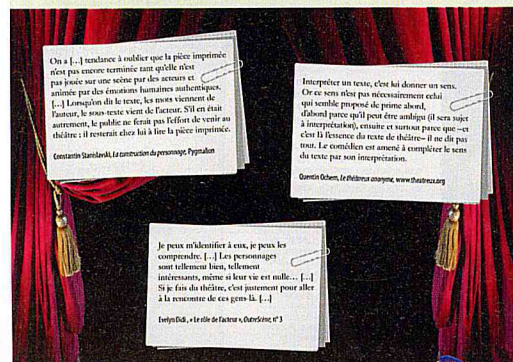 On a […] tendance à oublier que la pièce imprimée
n'est pas encore terminée tant qu'elle n'est
pas jouée sur une scène par des acteurs et
animée par des émotions humaines authentiques.
[…] Lorsqu'on dit le texte, les mots viennent de
l'auteur, le sous-texte vient de l'acteur. S'il en était
autrement, le public ne ferait pas l'effort de venir au
théâtre ; il resterait chez lui à lire la pièce imprimée.
Constantin Stanislavski, La construction du personnage, Pygmalion
Interpréter un texte, c'est lui donner un sens.
Or ce sens n'est pas nécessairement celui
qui semble proposé de prime abord,
d'abord parce qu'il peut être ambigu (il sera sujet
à interprétation), ensuite et surtout parce que –et
c'est là l'essence du texte de théâtre– il ne dit pas
tout. Le comédien est amené à compléter le sens
du texte par son interprétation.
Quentin Ochem, Le théâtreux anonyme, www.theatreux.org
Je peux m'identifier à eux, je peux les
comprendre. […] Les personnages
sont tellement bien, tellement
intéressants, même si leur vie est nulle… […]
Si je fais du théâtre, c'est justement pour aller
à la rencontre de ces gens-là. […]
Evelyn Didi, « Le rôle de l'acteur », OutreScène, n° 3